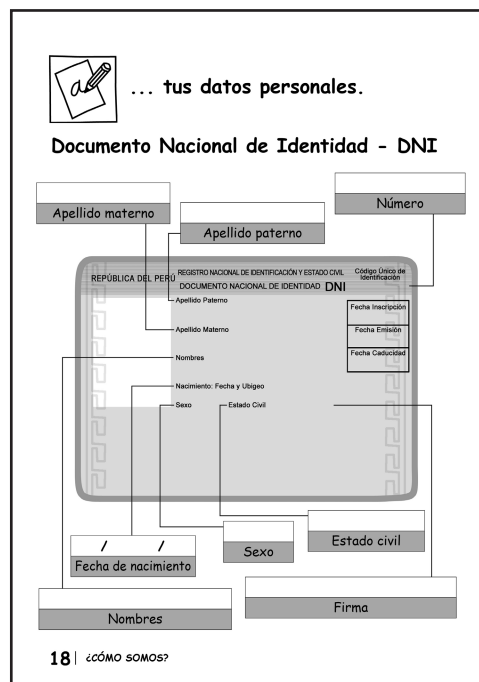 ... tus datos personales.
Documento Nacional de Identidad - DNI
Apellido materno
Apellido paterno
Número
REPÚBLICA DEL PERÚ
REGISTRO NACIONAL DE IDENTIFICACIÓN Y ESTADO CIVIL
DOCUMENTO NACIONAL DE IDENTIDAD DNI
Código Único de
Identificación
Apellido Paterno
Fecha Inscripción
Apellido Materno
Fecha Emisión
Nombres
Fecha Caducidad
Nacimiento: Fecha y Ubigeo
Sexo
Estado Civil
/ /
Fecha de nacimiento
Sexo
Estado civil
Nombres
Firma
18 | ¿CÓMO SOMOS?